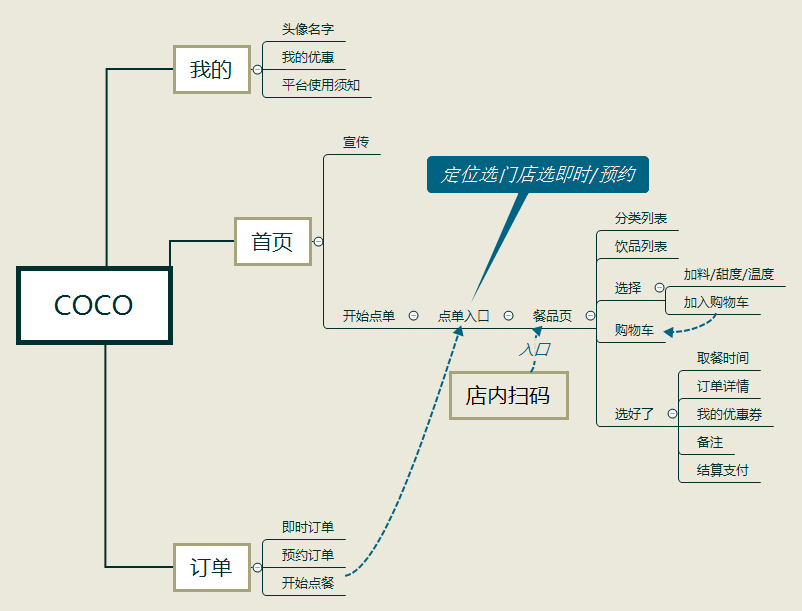 头像名字
我的优惠
平台使用须知
我的
宣传
定位选门店选即时/预约
首页
分类列表
饮品列表
选择
加料/甜度/温度
加入购物车
COCO
开始点单
点单入口
餐品页
购物车
入口
店内扫码
选好了
取餐时间
订单详情
我的优惠券
备注
结算支付
订单
即时订单
预约订单
开始点餐